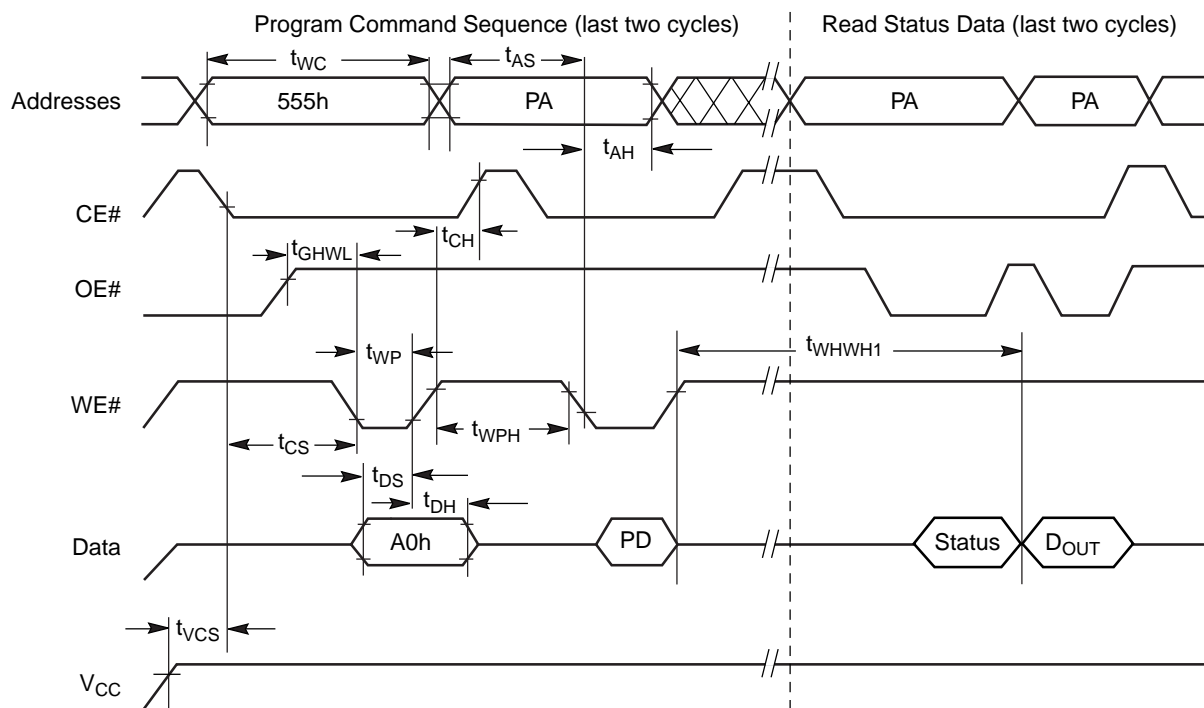 Program Command Sequence (last two cycles)
Read Status Data (last two cycles)
tWC
tAS
Addresses
555h
PA
PA
PA
tAH
CE#
tCH
tGHWL
OE#
tWP
tWHWH1
WE#
tWPH
tCS
tDS
tDH
Data
A0h
PD
Status
DOUT
tVCS
VCC